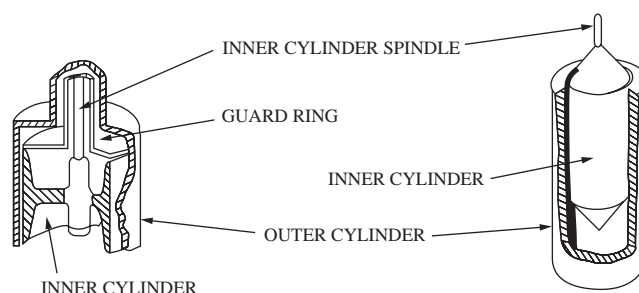 INNER CYLINDER SPINDLE
GUARD RING
INNER CYLINDER
OUTER CYLINDER
INNER CYLINDER